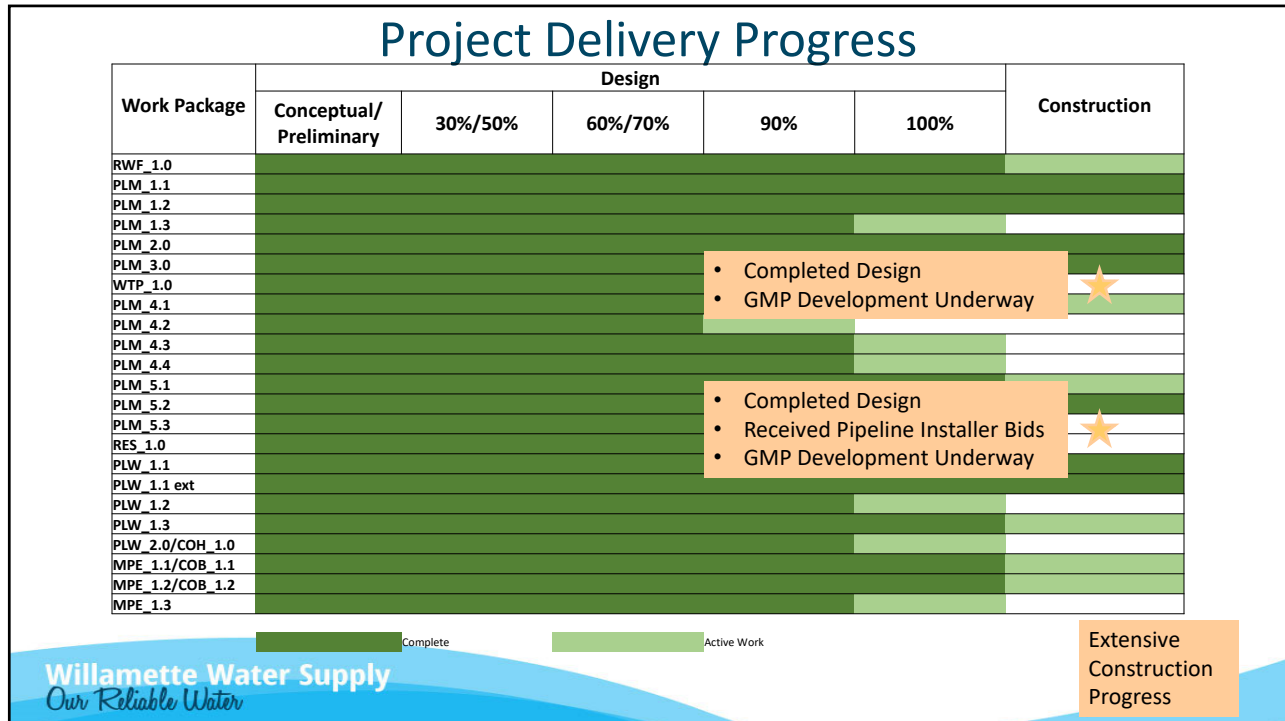 Project Delivery Progress
Work Package
Design
Construction
Conceptual/
Preliminary
30%/50%
60%/70%
90%
100%
RWF_1.0
PLM_1.1
PLM_1.2
PLM_1.3
PLM_2.0
PLM_3.0
WTP_1.0
PLM_4.1
PLM_4.2
PLM_4.3
PLM_4.4
PLM_5.1
PLM_5.2
PLM_5.3
RES_1.0
PLW_1.1
PLW_1.1 ext
PLW_1.2
PLW_1.3
PLW_2.0/COH_1.0
MPE_1.1/COB_1.1
MPE_1.2/COB_1.2
MPE_1.3
• Completed Design
• GMP Development Underway
• Completed Design
• Received Pipeline Installer Bids
• GMP Development Underway
Complete
Active Work
Extensive
Construction
Progress
Willamette Water Supply
Our Reliable Water